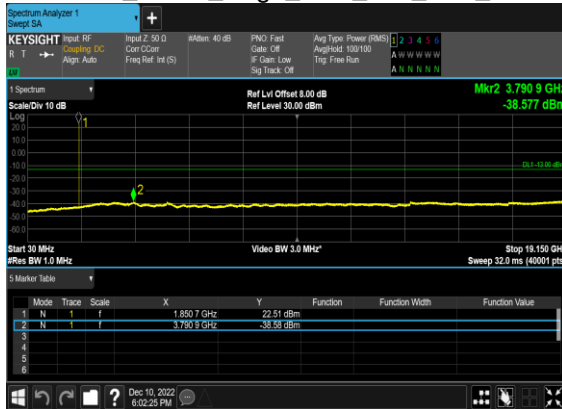 Spectrum Analyzer 1
Swept SA
KEYSIGHT Input: RF Input Z: 50 Ω #Atten: 40 dB PNO: Fast Avg Type: Power (RMS) 1 2 3 4 5 6
R T Coupling: DC Corr CCorr Gate: Off Avg|Hold: 100/100 A W W W W W
Align: Auto Freq Ref: Int (S) IF Gain: Low Trig: Free Run
LXI Sig Track: Off A N N N N N
1 Spectrum Ref Lvl Offset 8.00 dB Mkr2 3.790 9 GHz
Scale/Div 10 dB Ref Level 30.00 dBm -38.577 dBm
Log
20.0
10.0
0.00
-10.0
-20.0
-30.0
-40.0
-50.0
-60.0
1
DL1 -13.00 dBm
2
Start 30 MHz Video BW 3.0 MHz* Stop 19.150 GHz
#Res BW 1.0 MHz Sweep 32.0 ms (40001 pts)
5 Marker Table
Mode Trace Scale X Y Function Function Width Function Value
1 N 1 f 1.850 7 GHz 22.51 dBm
2 N 1 f 3.790 9 GHz -38.58 dBm
3
4
5
6
? Dec 10, 2022
6:02:25 PM